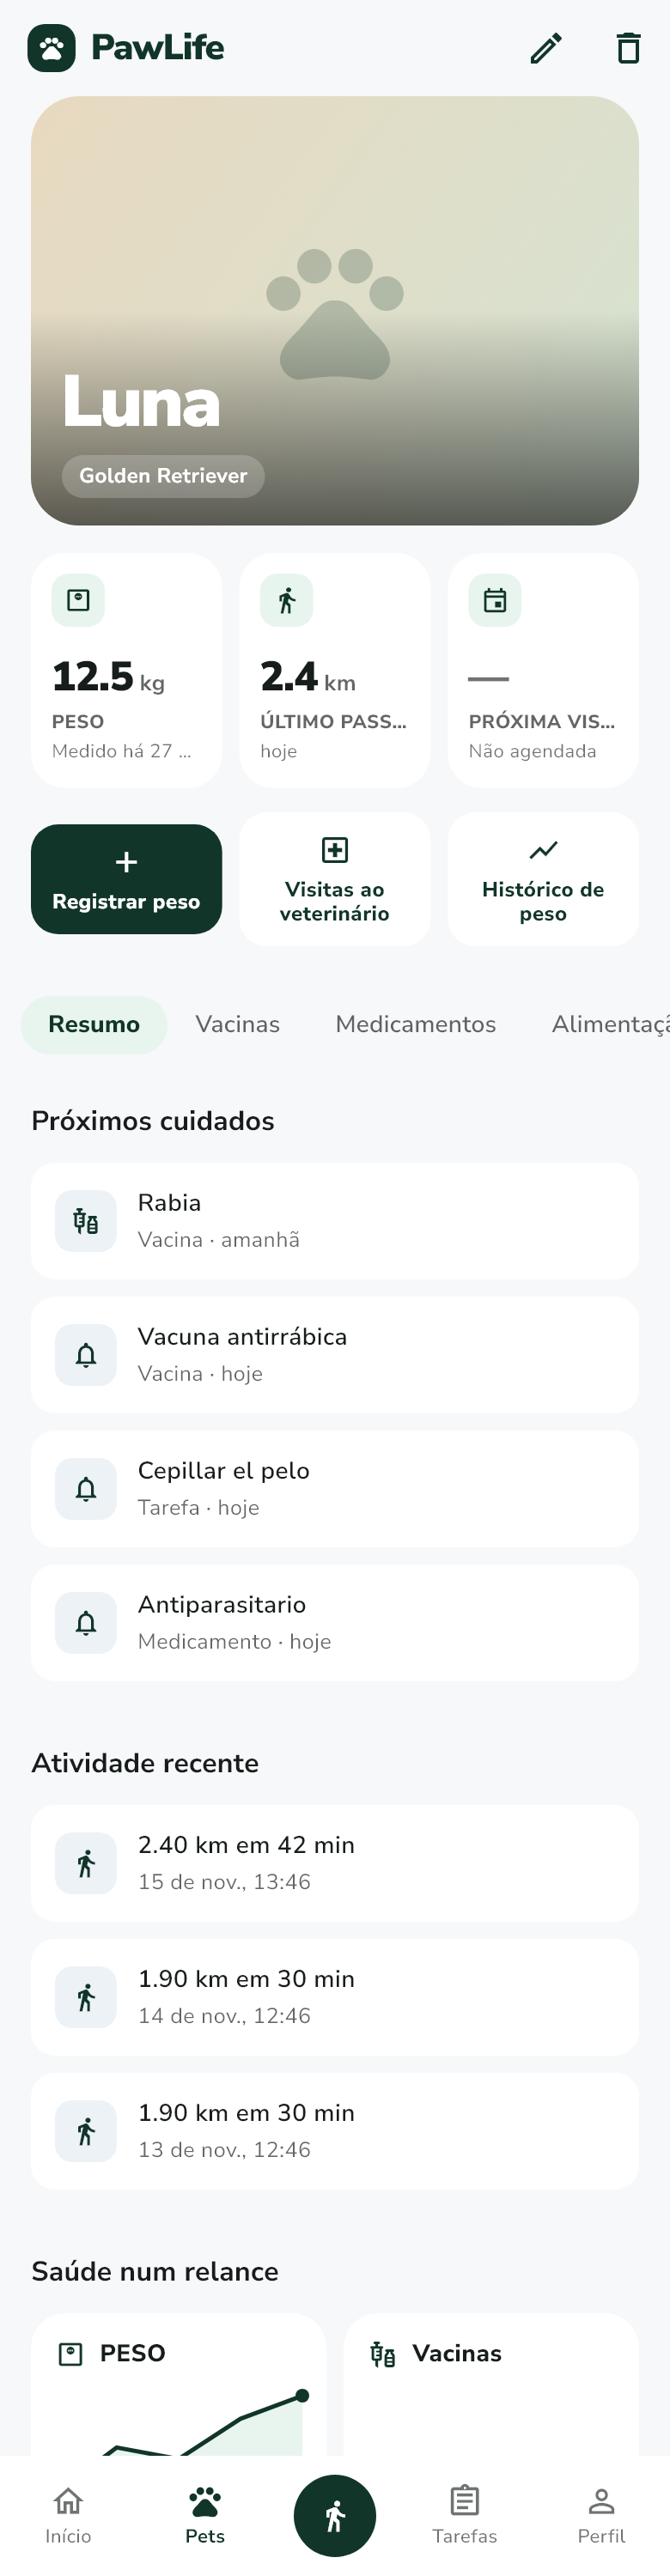 PawLife
Luna
Golden Retriever
12.5 kg
PESO
Medido há 27 ...
2.4 km
ÚLTIMO PASS...
hoje
—
PRÓXIMA VIS...
Não agendada
Registrar peso
Visitas ao
veterinário
Histórico de
peso
Resumo
Vacinas
Medicamentos
Alimentaçã
Próximos cuidados
Rabia
Vacina · amanhã
Vacuna antirrábica
Vacina · hoje
Cepillar el pelo
Tarefa · hoje
Antiparasitario
Medicamento · hoje
Atividade recente
2.40 km em 42 min
15 de nov., 13:46
1.90 km em 30 min
14 de nov., 12:46
1.90 km em 30 min
13 de nov., 12:46
Saúde num relance
PESO
Vacinas
Início
Pets
Tarefas
Perfil